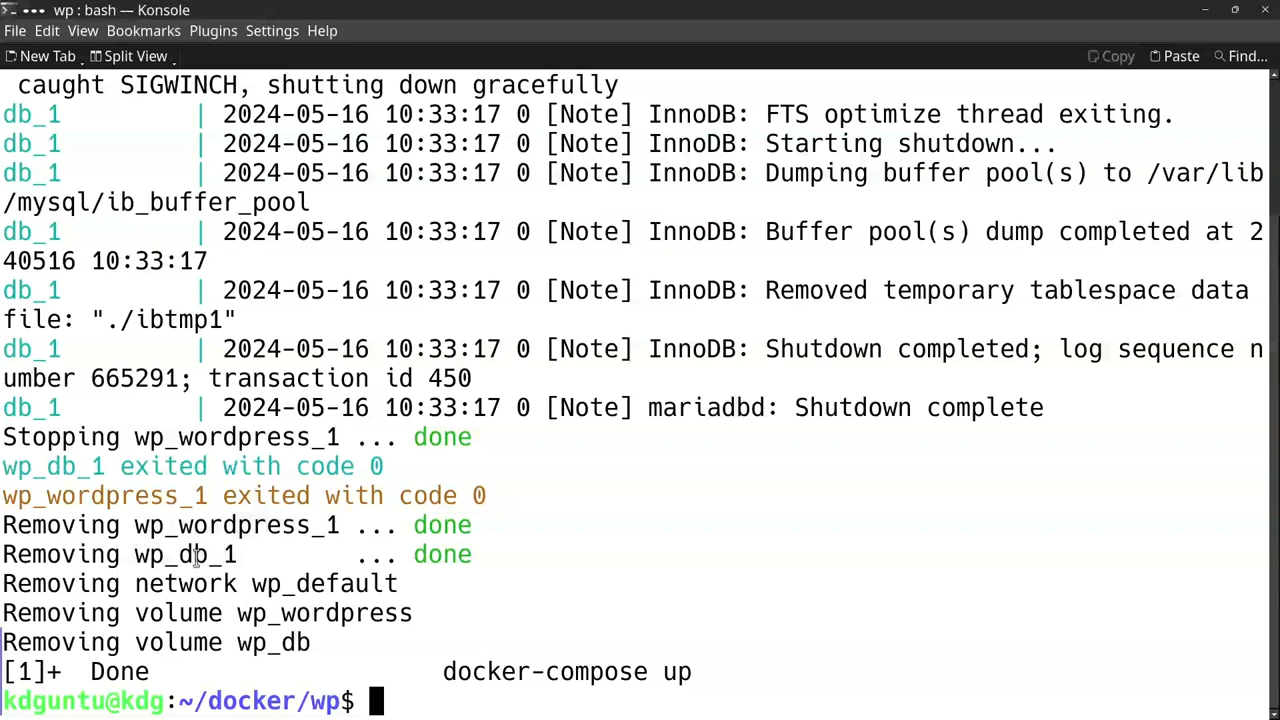 wp : bash — Konsole
File Edit View Bookmarks Plugins Settings Help
New Tab Split View Copy Paste Find...
caught SIGWINCH, shutting down gracefully
db_1 | 2024-05-16 10:33:17 0 [Note] InnoDB: FTS optimize thread exiting.
db_1 | 2024-05-16 10:33:17 0 [Note] InnoDB: Starting shutdown...
db_1 | 2024-05-16 10:33:17 0 [Note] InnoDB: Dumping buffer pool(s) to /var/lib
/mysql/ib_buffer_pool
db_1 | 2024-05-16 10:33:17 0 [Note] InnoDB: Buffer pool(s) dump completed at 2
40516 10:33:17
db_1 | 2024-05-16 10:33:17 0 [Note] InnoDB: Removed temporary tablespace data
file: "./ibtmp1"
db_1 | 2024-05-16 10:33:17 0 [Note] InnoDB: Shutdown completed; log sequence n
umber 665291; transaction id 450
db_1 | 2024-05-16 10:33:17 0 [Note] mariadbd: Shutdown complete
Stopping wp_wordpress_1 ... done
wp_db_1 exited with code 0
wp_wordpress_1 exited with code 0
Removing wp_wordpress_1 ... done
Removing wp_db_1 ... done
Removing network wp_default
Removing volume wp_wordpress
Removing volume wp_db
[1]+ Done docker-compose up
kdguntu@kdg:~/docker/wp$